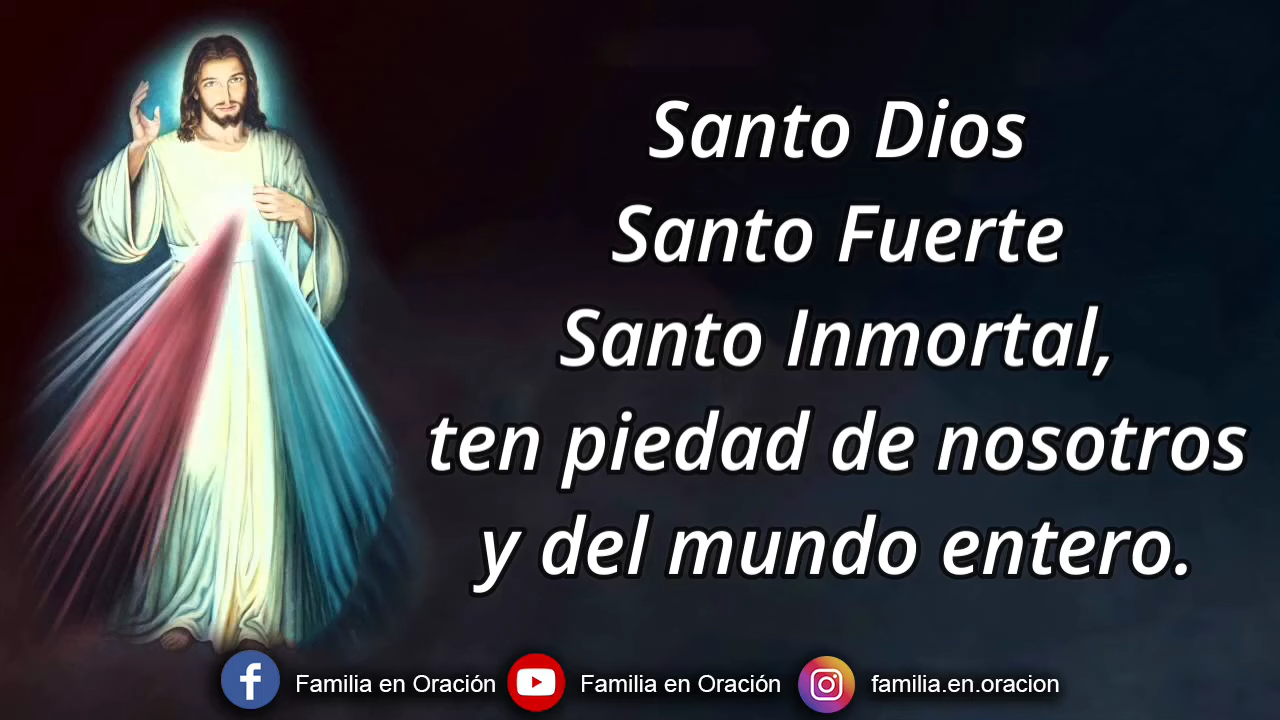 Santo Dios
Santo Fuerte
Santo Inmortal,
ten piedad de nosotros
y del mundo entero.
Familia en Oración
Familia en Oración
familia.en.oracion